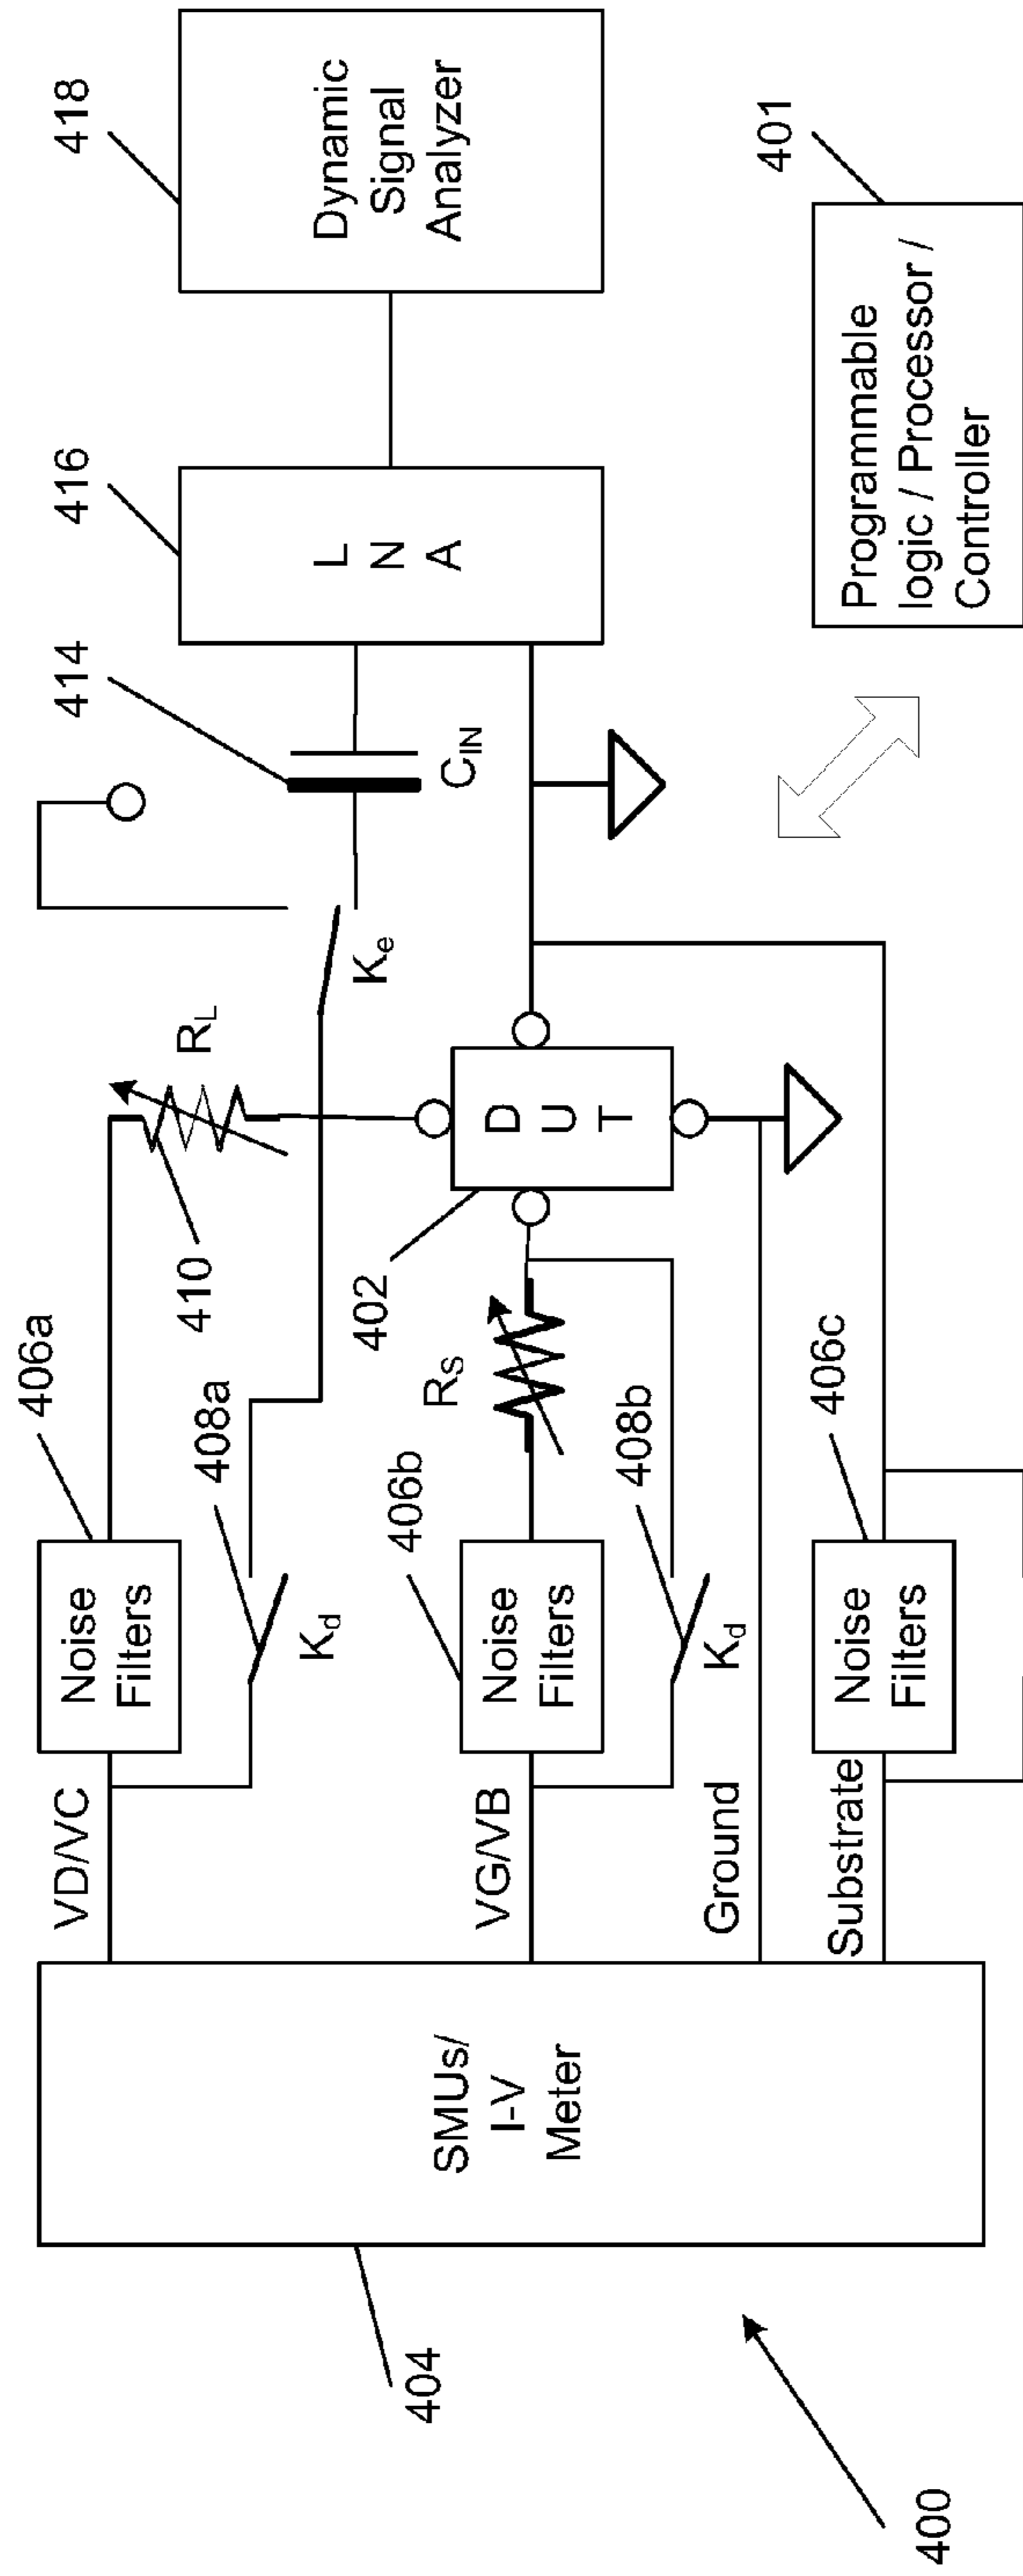 406a
410
R_L
414
416
418
Noise
Filters
VD/VC
408a
K_d
K_e
C_IN
L
N
A
Dynamic
Signal
Analyzer
402
D
U
T
SMUs/
I-V
Meter
404
VG/VB
406b
Noise
Filters
R_S
408b
K_d
Ground
Substrate
Noise
Filters
406c
401
Programmable
logic / Processor /
Controller
400